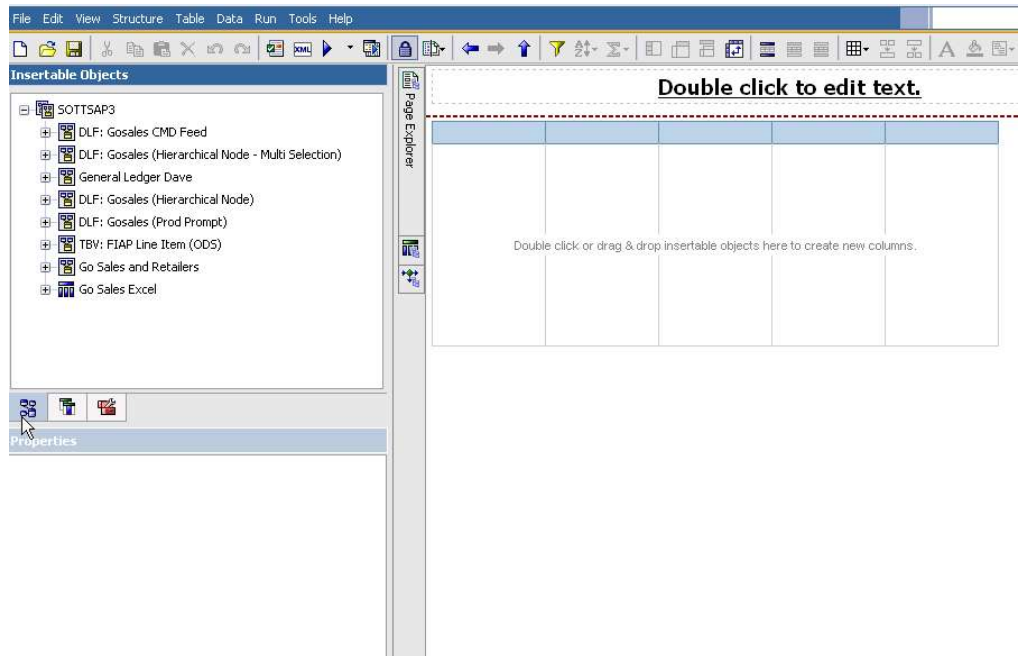 File Edit View Structure Table Data Run Tools Help
XML
A
Insertable Objects
SOTTSAP3
DLF: Gosales CMD Feed
DLF: Gosales (Hierarchical Node - Multi Selection)
General Ledger Dave
DLF: Gosales (Hierarchical Node)
DLF: Gosales (Prod Prompt)
TBV: FIAP Line Item (ODS)
Go Sales and Retailers
Go Sales Excel
Properties
Page Explorer
Double click to edit text.
Double click or drag & drop insertable objects here to create new columns.